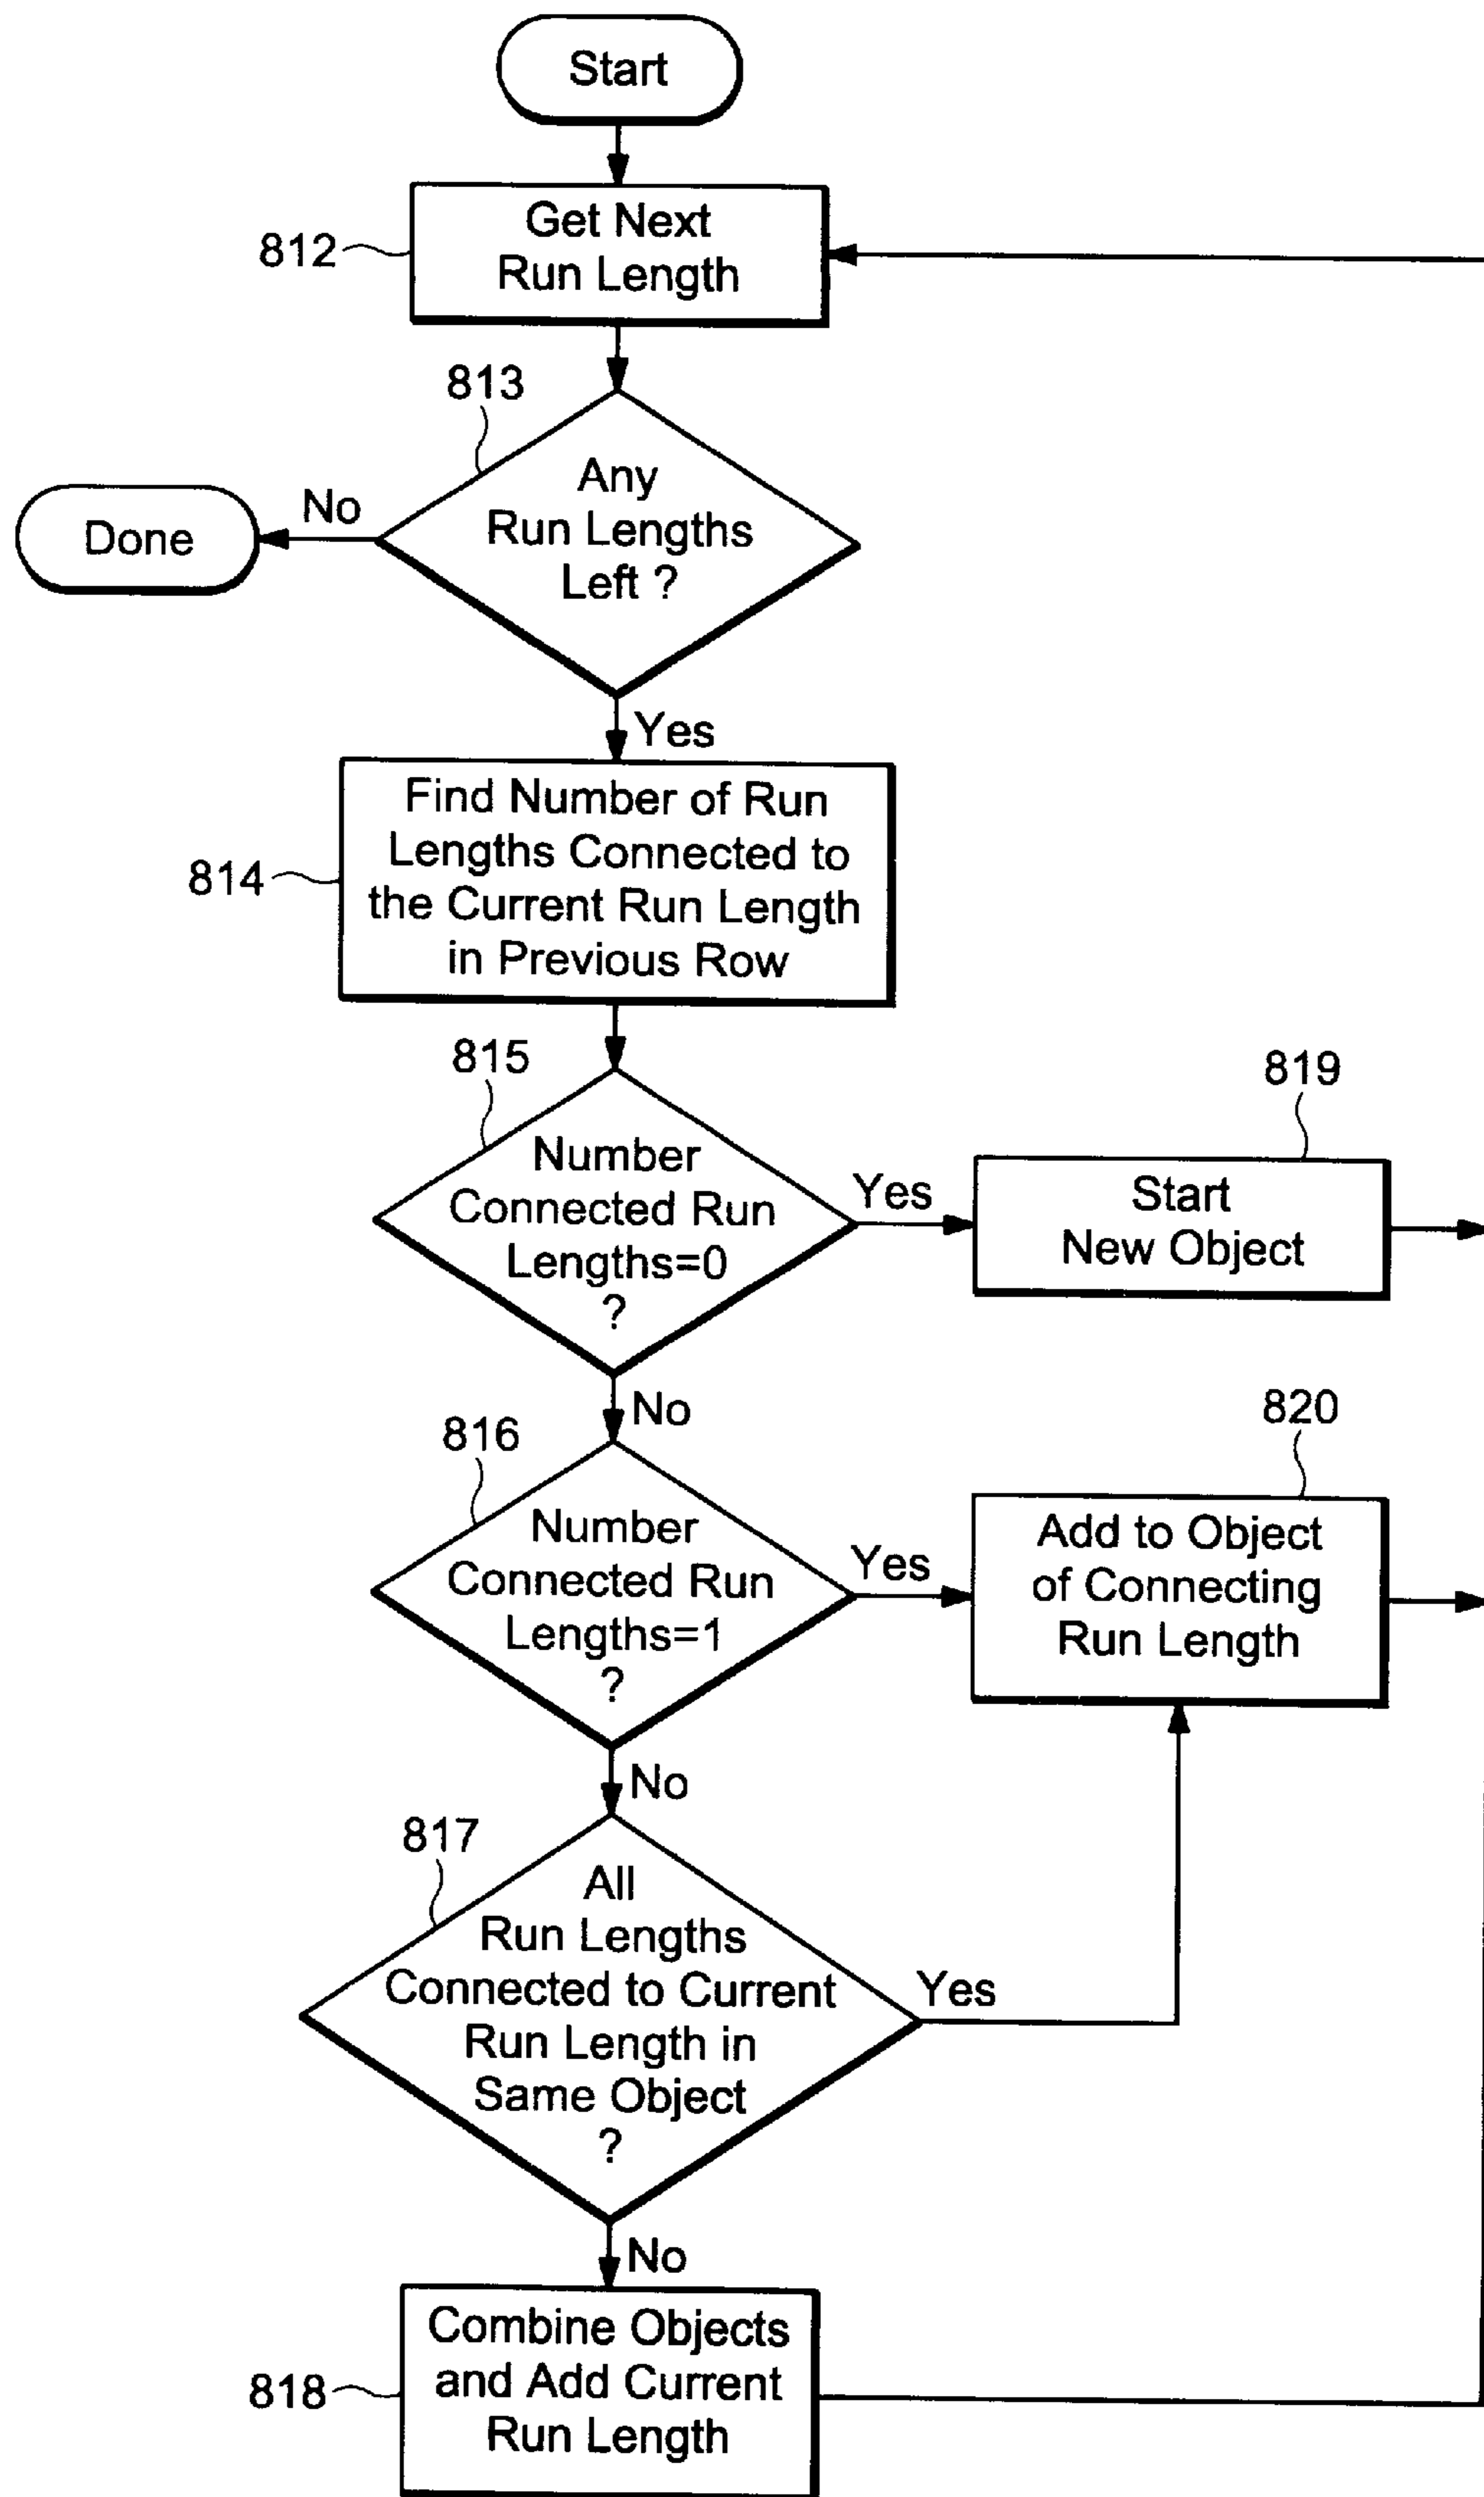 Start
Get Next
Run Length
812
813
Any
Run Lengths
Left ?
No
Done
Yes
Find Number of Run
Lengths Connected to
the Current Run Length
in Previous Row
814
815
Number
Connected Run
Lengths=0
?
Yes
819
Start
New Object
No
816
Number
Connected Run
Lengths=1
?
Yes
820
Add to Object
of Connecting
Run Length
No
817
All
Run Lengths
Connected to Current
Run Length in
Same Object
?
Yes
No
Combine Objects
and Add Current
Run Length
818